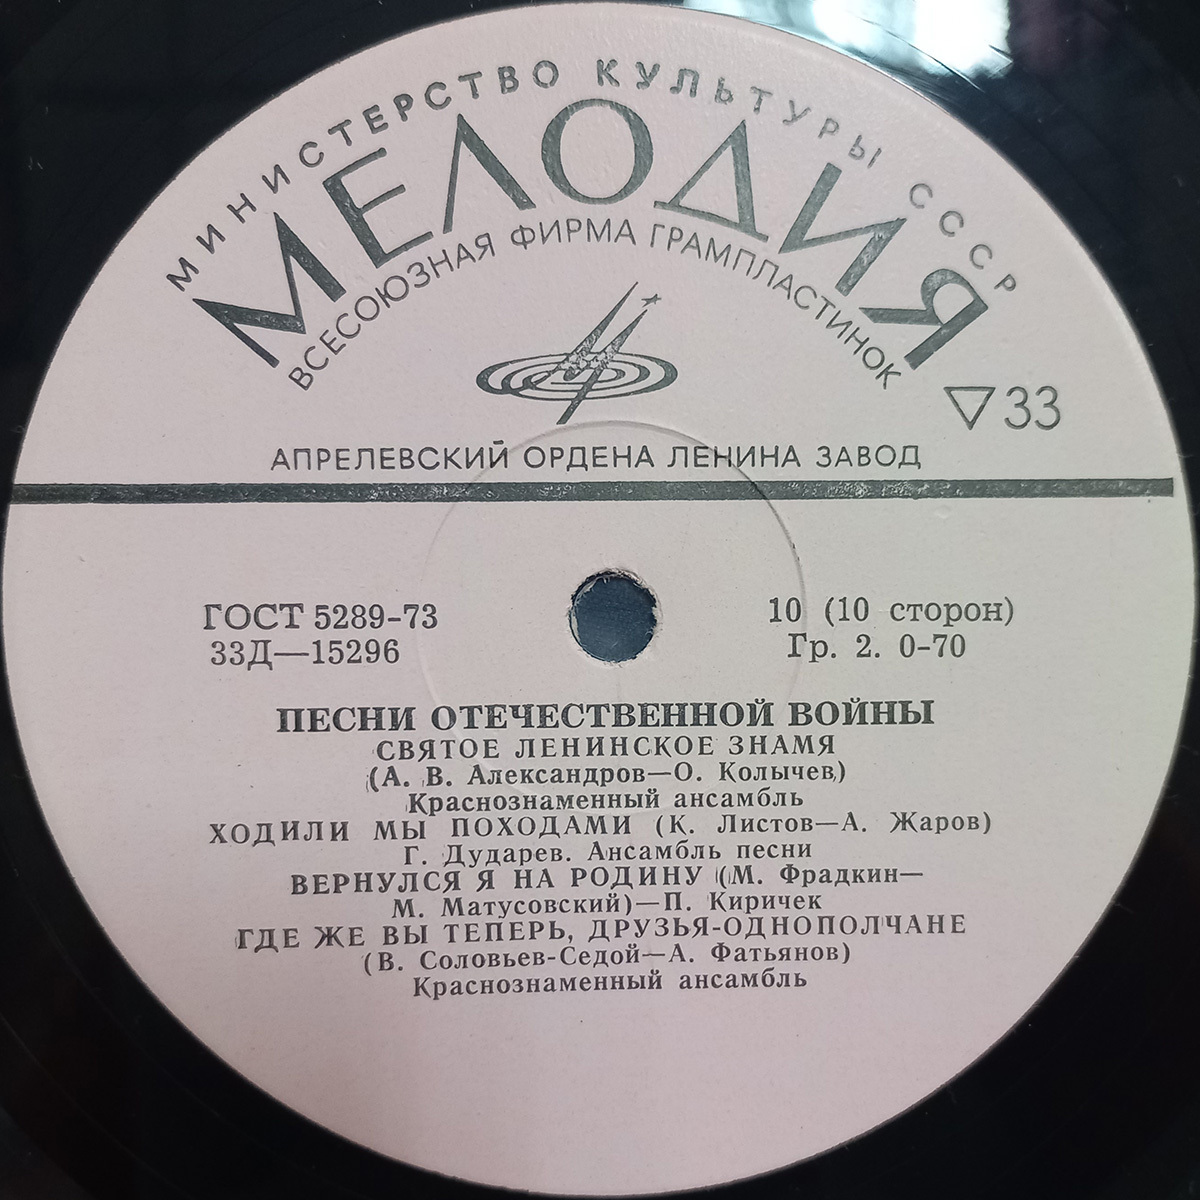 МИНИСТЕРСТВО КУЛЬТУРЫ СССР
МЕЛОДИЯ
ВСЕСОЮЗНАЯ ФИРМА ГРАМПЛАСТИНОК
▽33
АПРЕЛЕВСКИЙ ОРДЕНА ЛЕНИНА ЗАВОД
ГОСТ 5289-73
33Д—15296
10 (10 сторон)
Гр. 2. 0-70
ПЕСНИ ОТЕЧЕСТВЕННОЙ ВОЙНЫ
СВЯТОЕ ЛЕНИНСКОЕ ЗНАМЯ
(А. В. Александров—О. Колычев)
Краснознаменный ансамбль
ХОДИЛИ МЫ ПОХОДАМИ (К. Листов—А. Жаров)
Г. Дударев. Ансамбль песни
ВЕРНУЛСЯ Я НА РОДИНУ (М. Фрадкин—
М. Матусовский)—П. Киричек
ГДЕ ЖЕ ВЫ ТЕПЕРЬ, ДРУЗЬЯ-ОДНОПОЛЧАНЕ
(В. Соловьев-Седой—А. Фатьянов)
Краснознаменный ансамбль